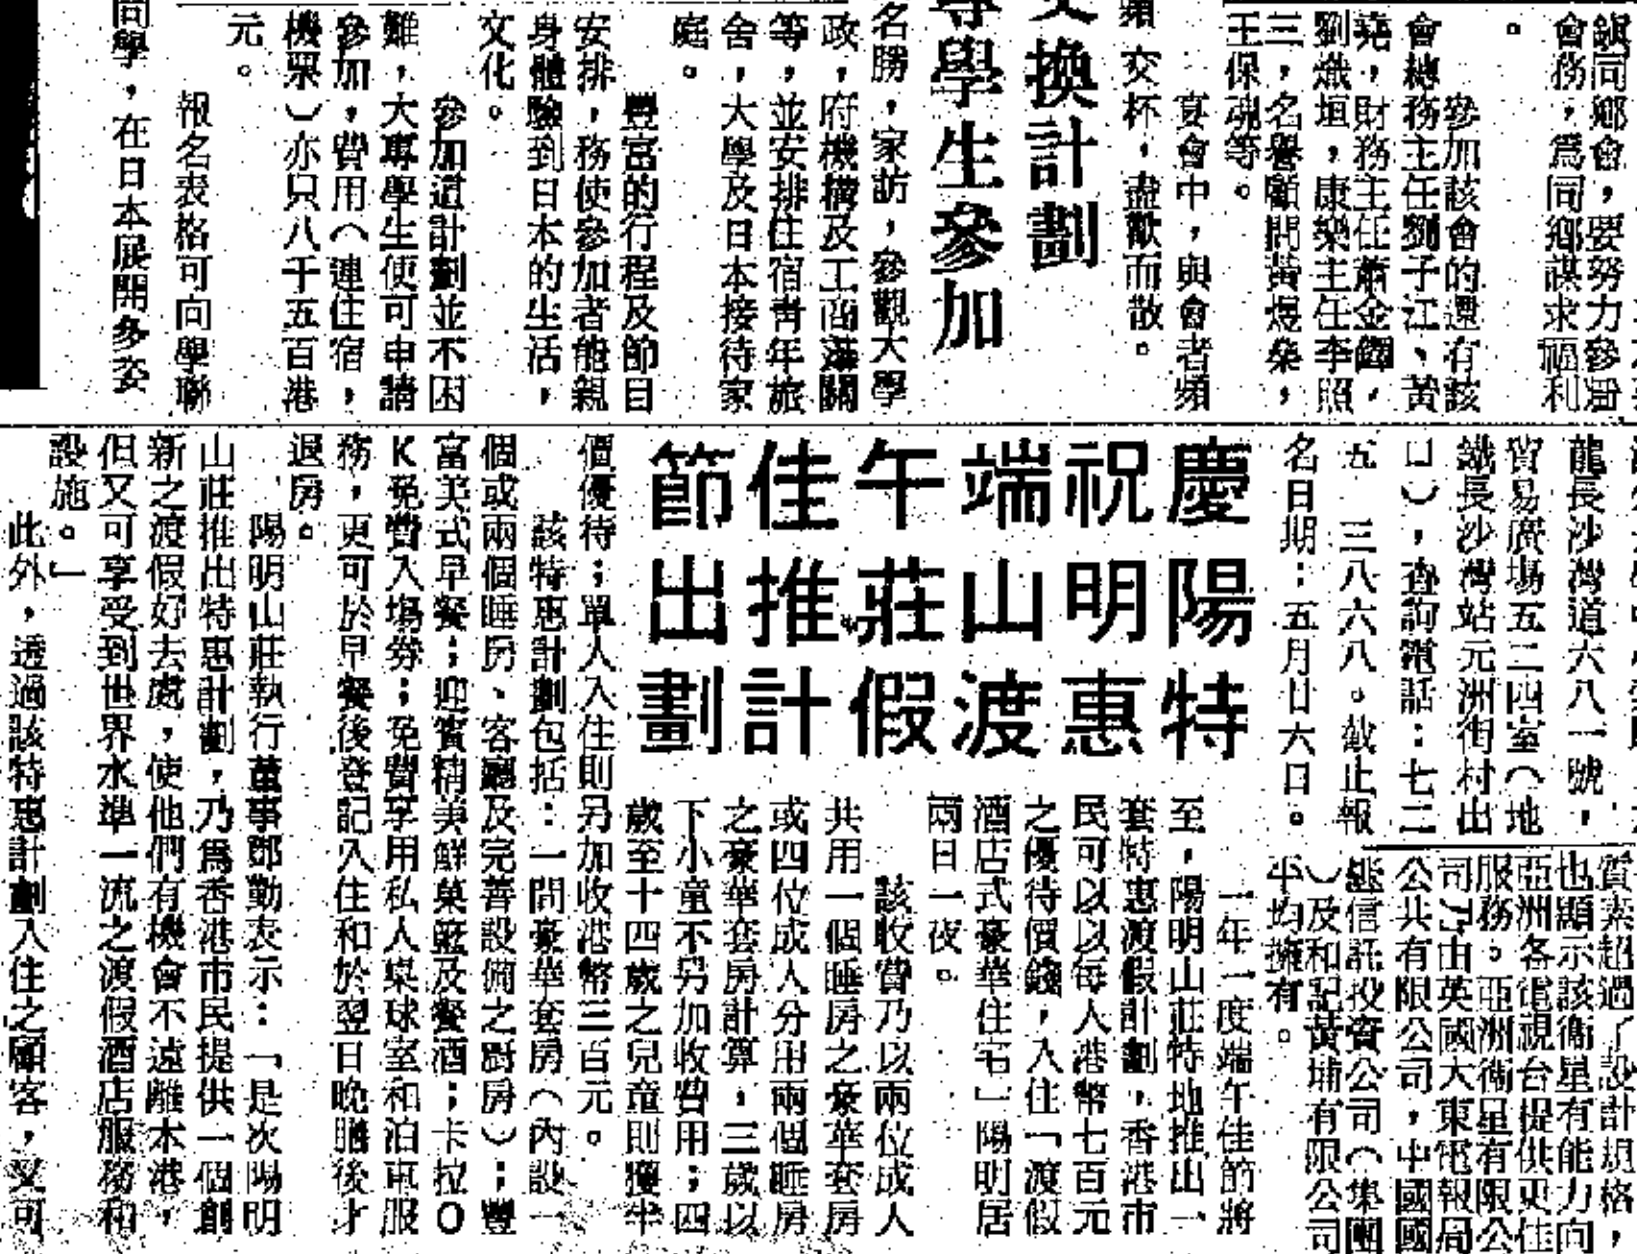 鎮同鄉會，要努力參
會務，爲同鄉謀求福利
。
參加該會的還有該
會總務主任劉子江、黃
堯，財務主任蕭金鐸，
劉熾垣，康樂主任李照
三，名譽顧問黃煖燊，
王保魂等。
宴會中，與會者頻
頻交杯，盡歡而散。
交換計劃
專學生參加
名勝，家訪，參觀大學
政，府機構及工商滙關
等，並安排住宿靑年旅
舍，大學及日本接待家
庭。
豐富的行程及節目
安排，務使參加者能親
身體驗到日本的生活，
文化。
參加這計劃並不困
難，大專學生便可申請
參加，費用（連住宿，
機票）亦只八千五百港
元。
報名表格可向學聯
問學，在日本展開多姿
龍長沙灣道六八一號，
貿易廣場五二四室（地
鐵長沙灣站元洲街村出
口），查詢電話：七二
五　三八六八。截止報
名日期：五月廿六日。
質素超過了設計規格，
也顯示該衞星有能力向
亞洲各電視台提供更佳
服務。亞洲衞星有限公
司乃由英國大東電報局
公共有限公司，中國國
際信託投資公司（集團
）及和記黃埔有限公司
平均擁有。
慶祝端午佳節
陽明山莊推出
特惠渡假計劃
一年一度端午佳節將
至，陽明山莊特地推出一
套特惠渡假計劃，香港市
民可以以每人港幣七百元
之優待價錢，入住「渡假
酒店式豪華住宅」陽明居
兩日一夜。
該收費乃以兩位成人
共用一個睡房之豪華套房
或四位成人分用兩個睡房
之豪華套房計算，三歲以
下小童不另加收費用；四
歲至十四歲之兒童則獲半
價優待；單人入住則另加收港幣三百元。
該特惠計劃包括：一間豪華套房（內設一
個或兩個睡房、客廳及完善設備之廚房）；豐
富美式早餐；迎賓精美鮮菓籃及餐酒；卡拉O
K免費入場券；免費享用私人桌球室和泊車服
務，更可於早餐後登記入住和於翌日晚膳後才
退房。
陽明山莊執行董事鄧勤表示：「是次陽明
山莊推出特惠計劃，乃爲香港市民提供一個創
新之渡假好去處，使他們有機會不遠離本港，
但又可享受到世界水準一流之渡假酒店服務和
設施。」
此外，透過該特惠計劃入住之顧客，又可